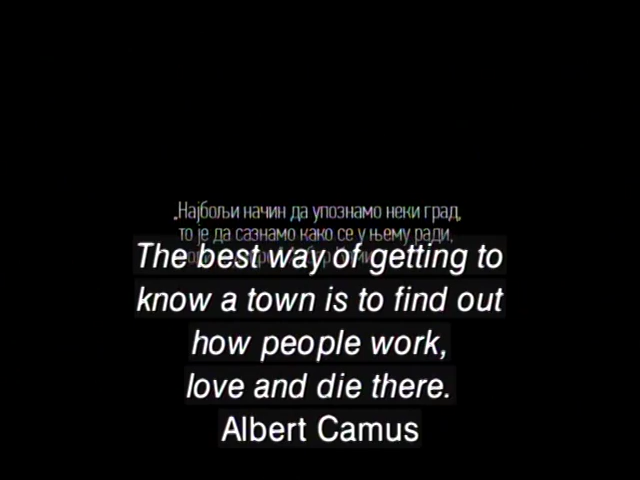 „Најбољи начин да упознамо неки град,
то је да сазнамо како се у њему ради,
The best way of getting to
know a town is to find out
how people work,
love and die there.
Albert Camus